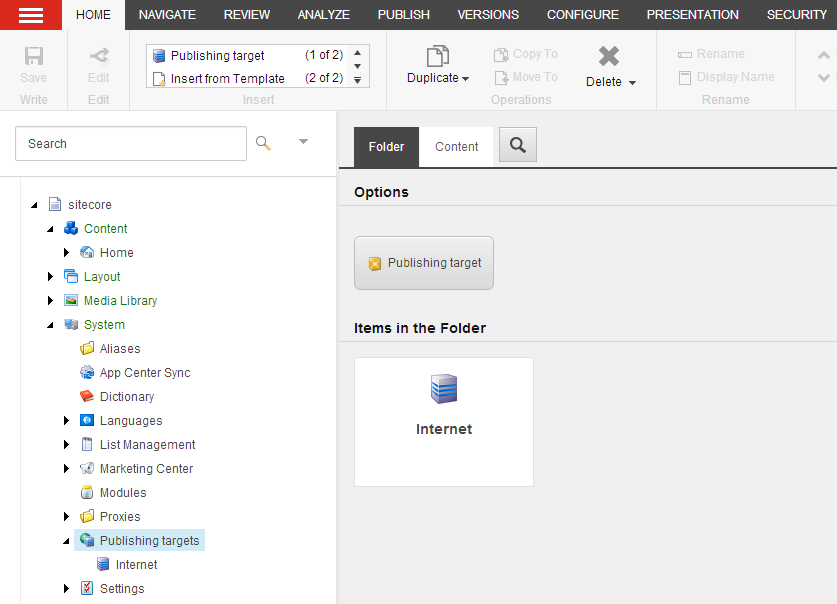 HOME NAVIGATE REVIEW ANALYZE PUBLISH VERSIONS CONFIGURE PRESENTATION SECURITY
Save
Write
Edit
Edit
Publishing target (1 of 2)
Insert from Template (2 of 2)
Insert
Duplicate
Copy To
Move To
Delete
Operations
Rename
Display Name
Rename
Search
sitecore
Content
Home
Layout
Media Library
System
Aliases
App Center Sync
Dictionary
Languages
List Management
Marketing Center
Modules
Proxies
Publishing targets
Internet
Settings
Folder Content
Options
Publishing target
Items in the Folder
Internet